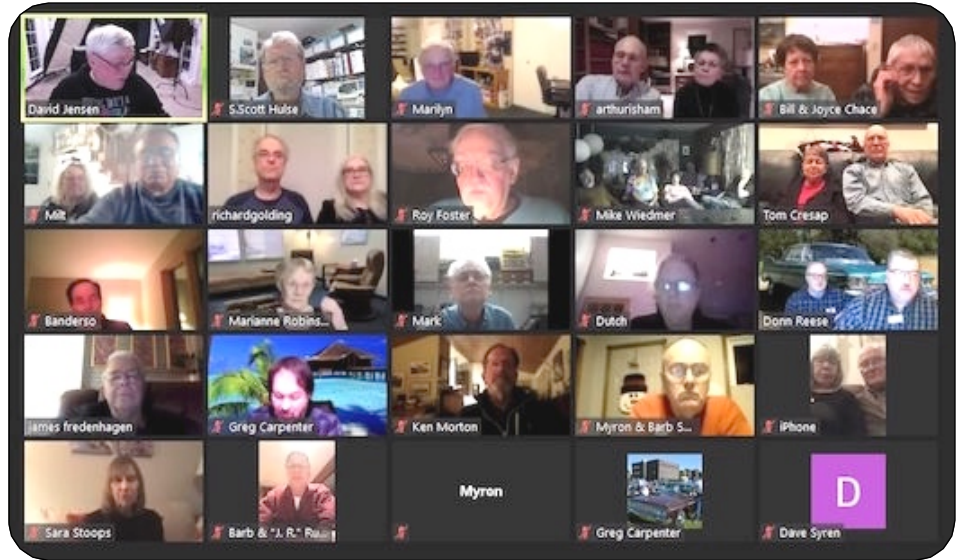 David Jensen
S.Scott Hulse
Marilyn
arthurisham
Bill & Joyce Chace
Milt
richardgolding
Roy Foster
Mike Wiedmer
Tom Cresap
Banderso
Marianne Robins...
Mark
Dutch
Donn Reese
james fredenhagen
Greg Carpenter
Ken Morton
Myron & Barb S...
iPhone
Sara Stoops
Barb & "J. R." Ru...
Myron
Greg Carpenter
D
Dave Syren